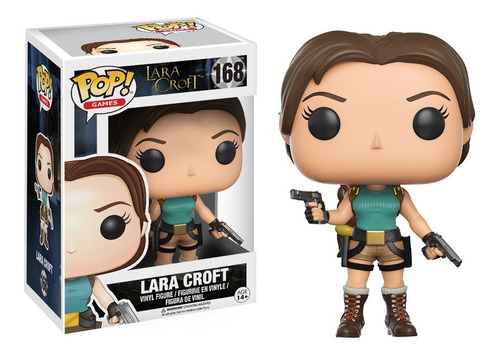 POP!
GAMES
LARA
CROFT
168
LARA CROFT
VINYL FIGURE / FIGURINE EN VINYLE /
FIGURA DE VINIL
AGE
14+
LARA CROFT